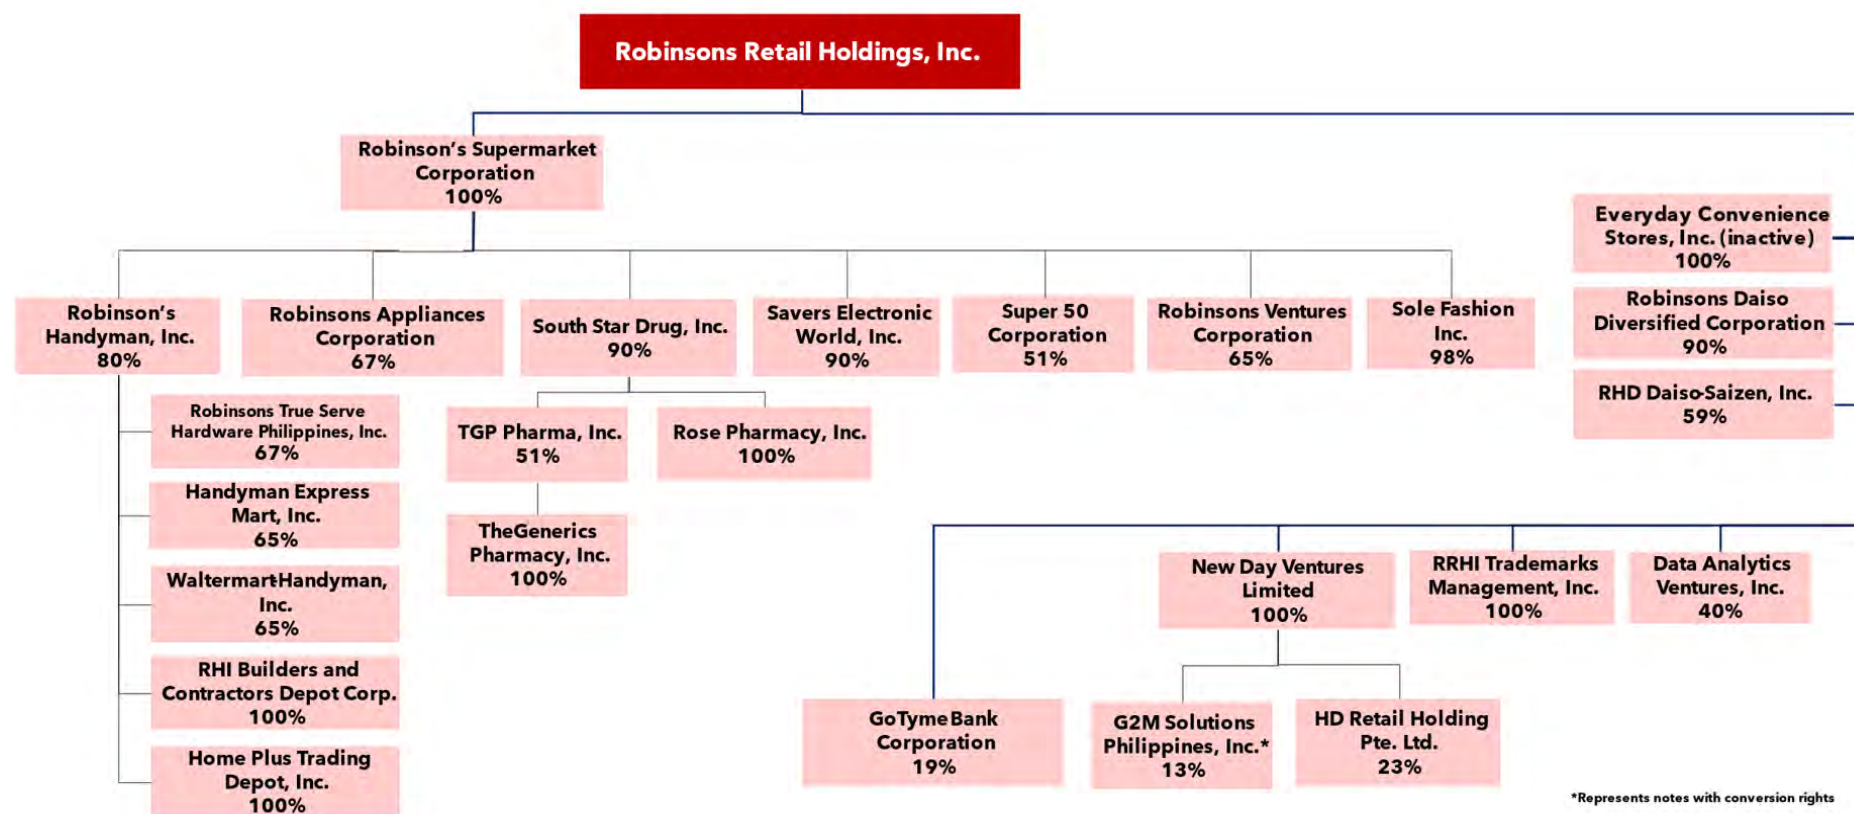 Robinsons Retail Holdings, Inc.
Robinson's Supermarket
Corporation
100%
Everyday Convenience
Stores, Inc. (inactive)
100%
Robinsons Daiso
Diversified Corporation
90%
RHD Daiso-Saizen, Inc.
59%
Robinson's
Handyman, Inc.
80%
Robinsons Appliances
Corporation
67%
South Star Drug, Inc.
90%
Savers Electronic
World, Inc.
90%
Super 50
Corporation
51%
Robinsons Ventures
Corporation
65%
Sole Fashion
Inc.
98%
Robinsons True Serve
Hardware Philippines, Inc.
67%
Handyman Express
Mart, Inc.
65%
Waltermart-Handyman,
Inc.
65%
RHI Builders and
Contractors Depot Corp.
100%
Home Plus Trading
Depot, Inc.
100%
TGP Pharma, Inc.
51%
Rose Pharmacy, Inc.
100%
TheGenerics
Pharmacy, Inc.
100%
New Day Ventures
Limited
100%
RRHI Trademarks
Management, Inc.
100%
Data Analytics
Ventures, Inc.
40%
GoTyme Bank
Corporation
19%
G2M Solutions
Philippines, Inc.*
13%
HD Retail Holding
Pte. Ltd.
23%
*Represents notes with conversion rights